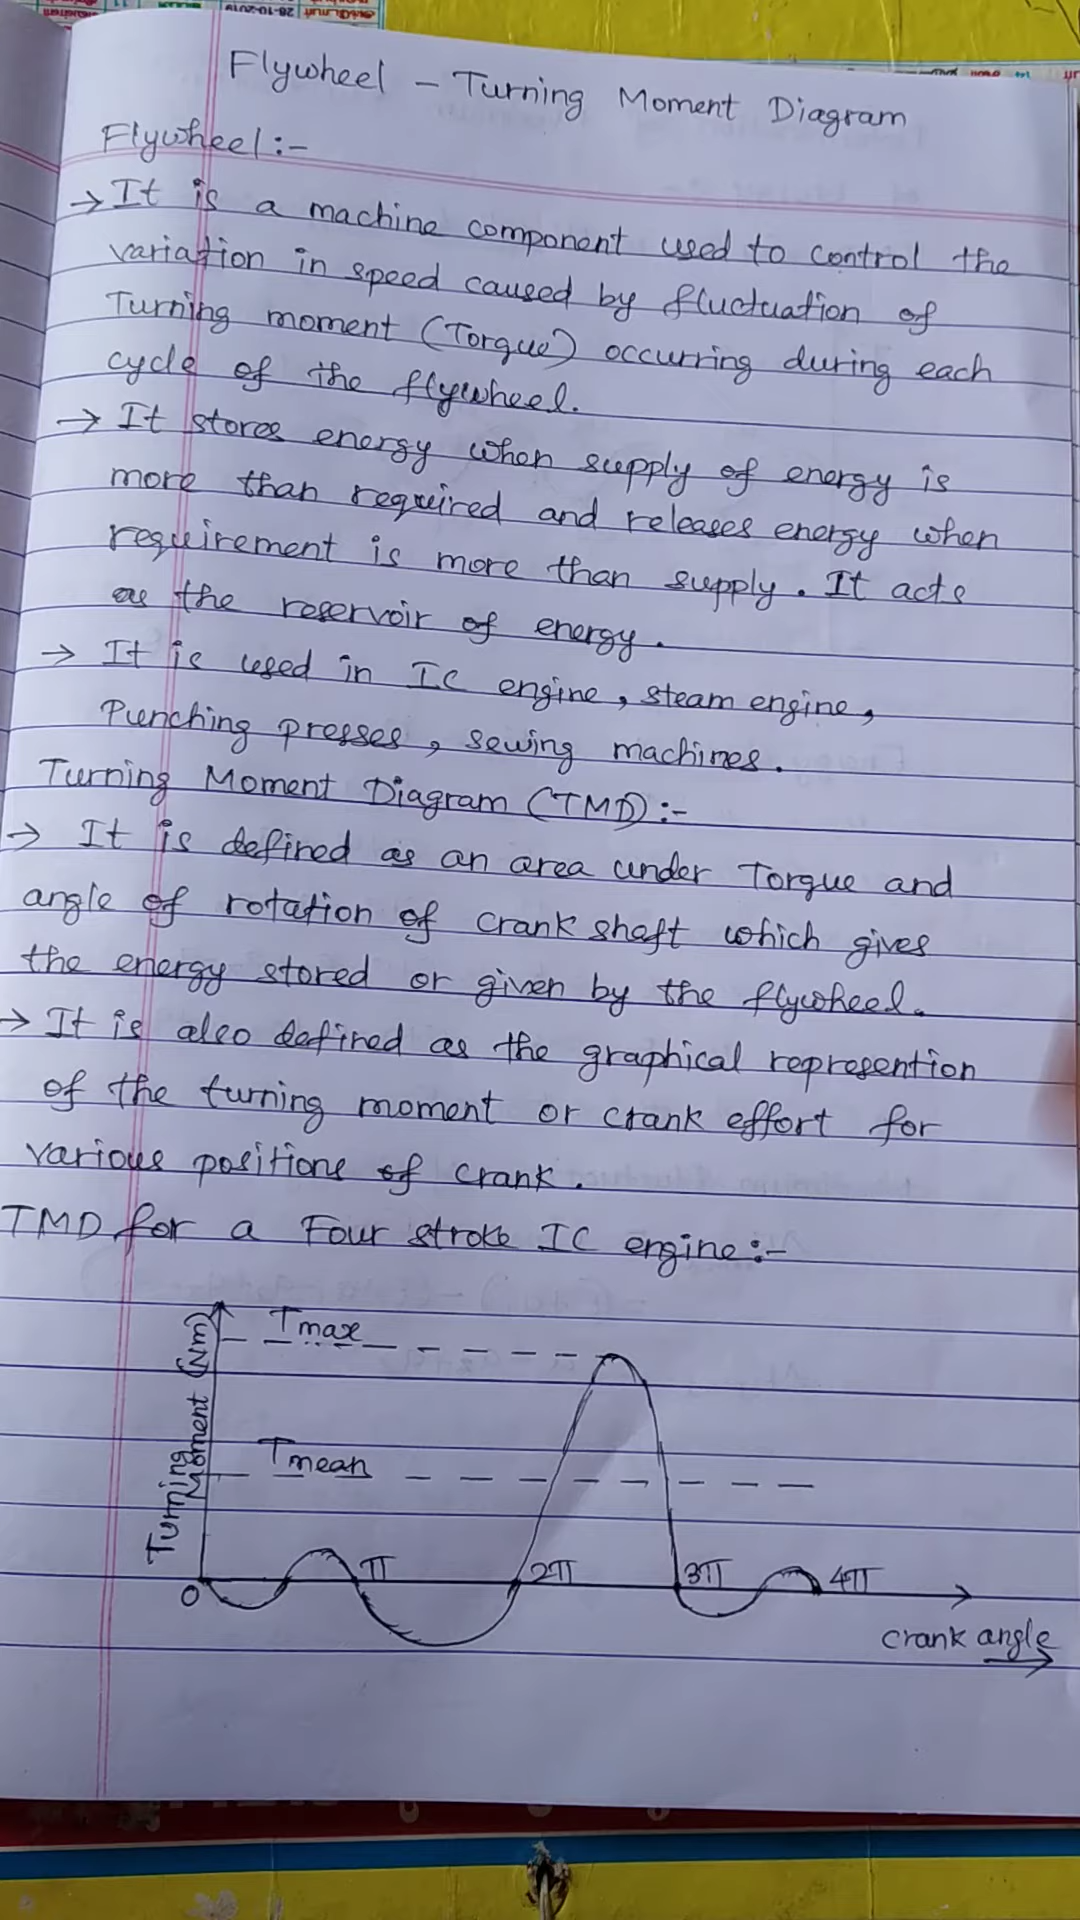 Flywheel - Turning Moment Diagram
Flywheel:-
→ It is a machine component used to control the
variation in speed caused by fluctuation of
Turning moment (Torque) occurring during each
cycle of the flywheel.
→ It stores energy when supply of energy is
more than required and releases energy when
requirement is more than supply. It acts
as the reservoir of energy.
→ It is used in IC engine, steam engine,
Punching presses, sewing machines.
Turning Moment Diagram (TMD):-
→ It is defined as an area under Torque and
angle of rotation of crank shaft which gives
the energy stored or given by the flywheel.
→ It is also defined as the graphical represention
of the turning moment or crank effort for
various positions of crank.
TMD for a Four stroke IC engine:-
Tmax
Turning Moment (Nm)
Tmean
0 π 2π 3π 4π
crank angle
28-10-2019